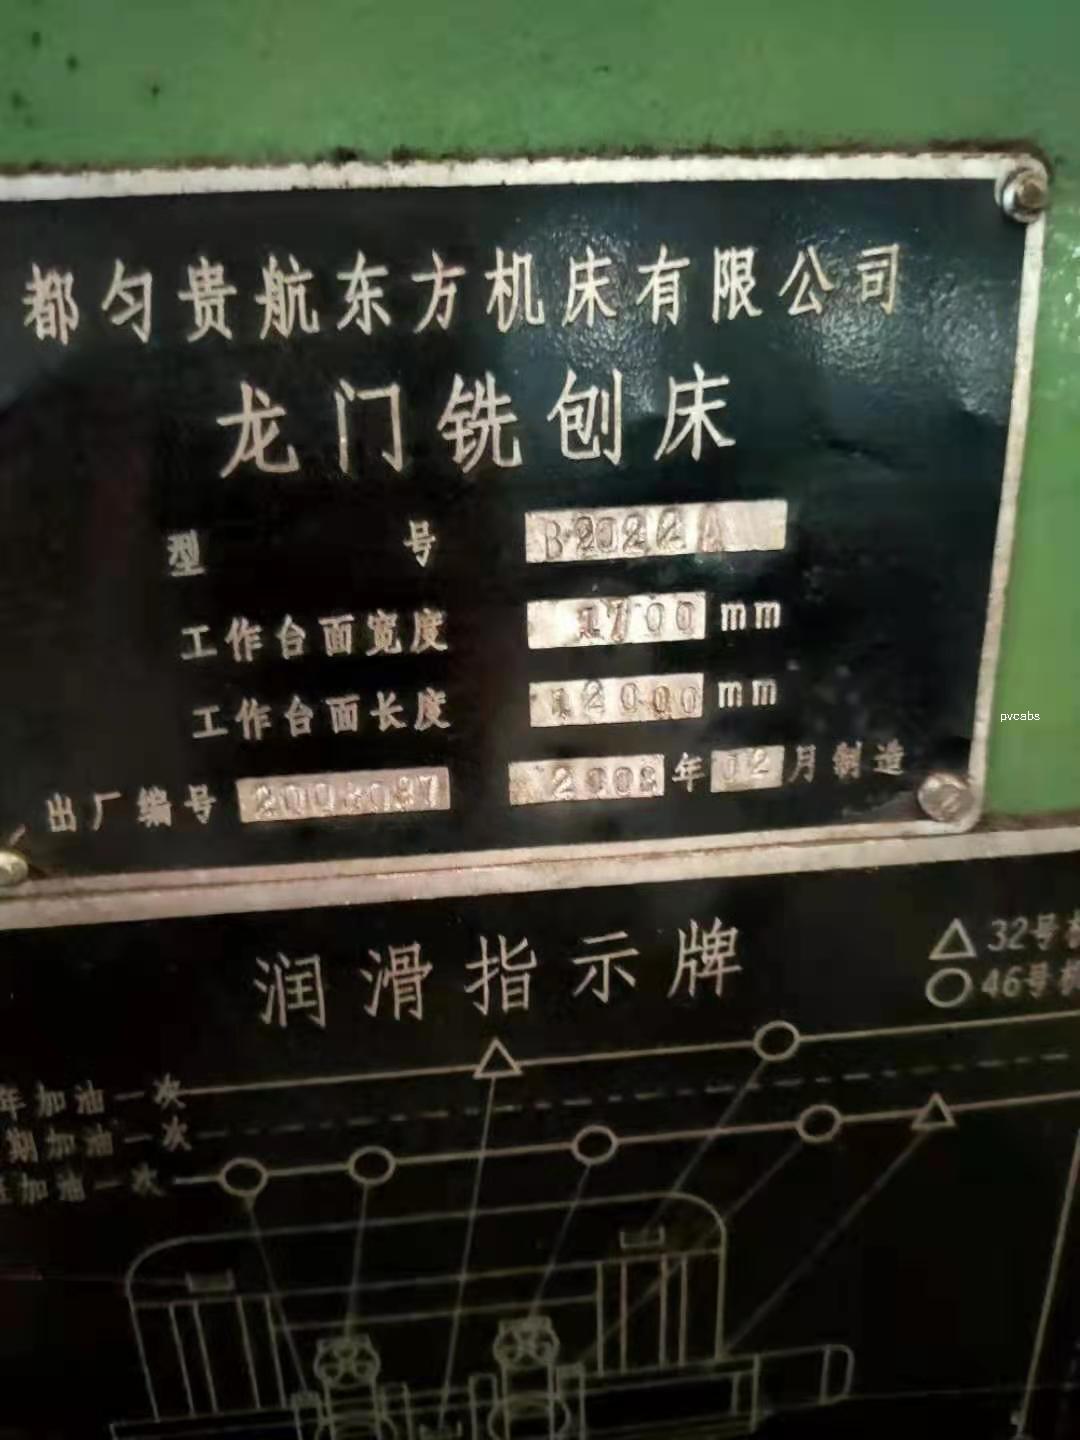 都匀贵航东方机床有限公司
龙门铣刨床
型 号 B2022A
工作台面宽度 1700 mm
工作台面长度 12000 mm
出厂编号 2008 年 12 月 制造
pvcabs
润滑指示牌
32号
46号
年加油一次
期加油一次
加油一次